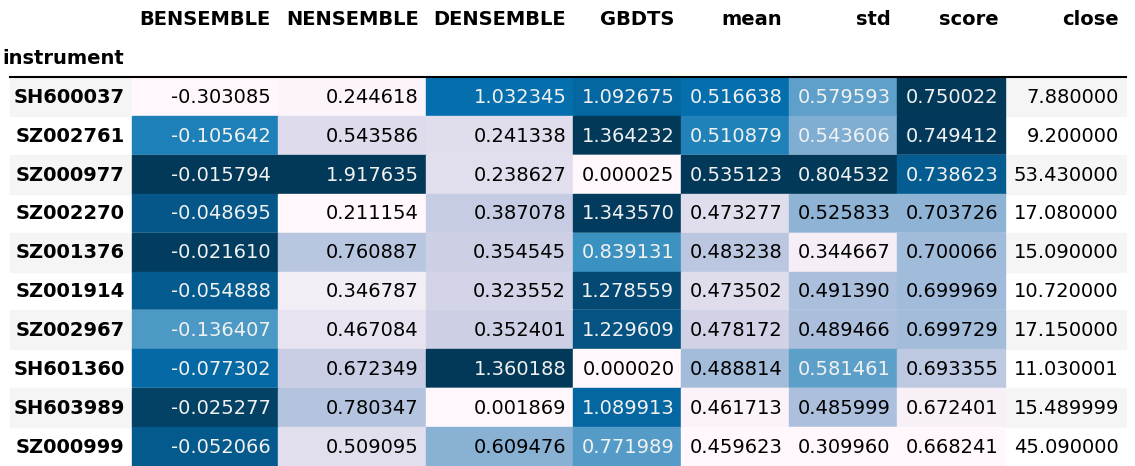 BENSEMBLE NENSEMBLE DENSEMBLE GBDTS mean std score close
instrument
SH600037 -0.303085 0.244618 1.032345 1.092675 0.516638 0.579593 0.750022 7.880000
SZ002761 -0.105642 0.543586 0.241338 1.364232 0.510879 0.543606 0.749412 9.200000
SZ000977 -0.015794 1.917635 0.238627 0.000025 0.535123 0.804532 0.738623 53.430000
SZ002270 -0.048695 0.211154 0.387078 1.343570 0.473277 0.525833 0.703726 17.080000
SZ001376 -0.021610 0.760887 0.354545 0.839131 0.483238 0.344667 0.700066 15.090000
SZ001914 -0.054888 0.346787 0.323552 1.278559 0.473502 0.491390 0.699969 10.720000
SZ002967 -0.136407 0.467084 0.352401 1.229609 0.478172 0.489466 0.699729 17.150000
SH601360 -0.077302 0.672349 1.360188 0.000020 0.488814 0.581461 0.693355 11.030001
SH603989 -0.025277 0.780347 0.001869 1.089913 0.461713 0.485999 0.672401 15.489999
SZ000999 -0.052066 0.509095 0.609476 0.771989 0.459623 0.309960 0.668241 45.090000